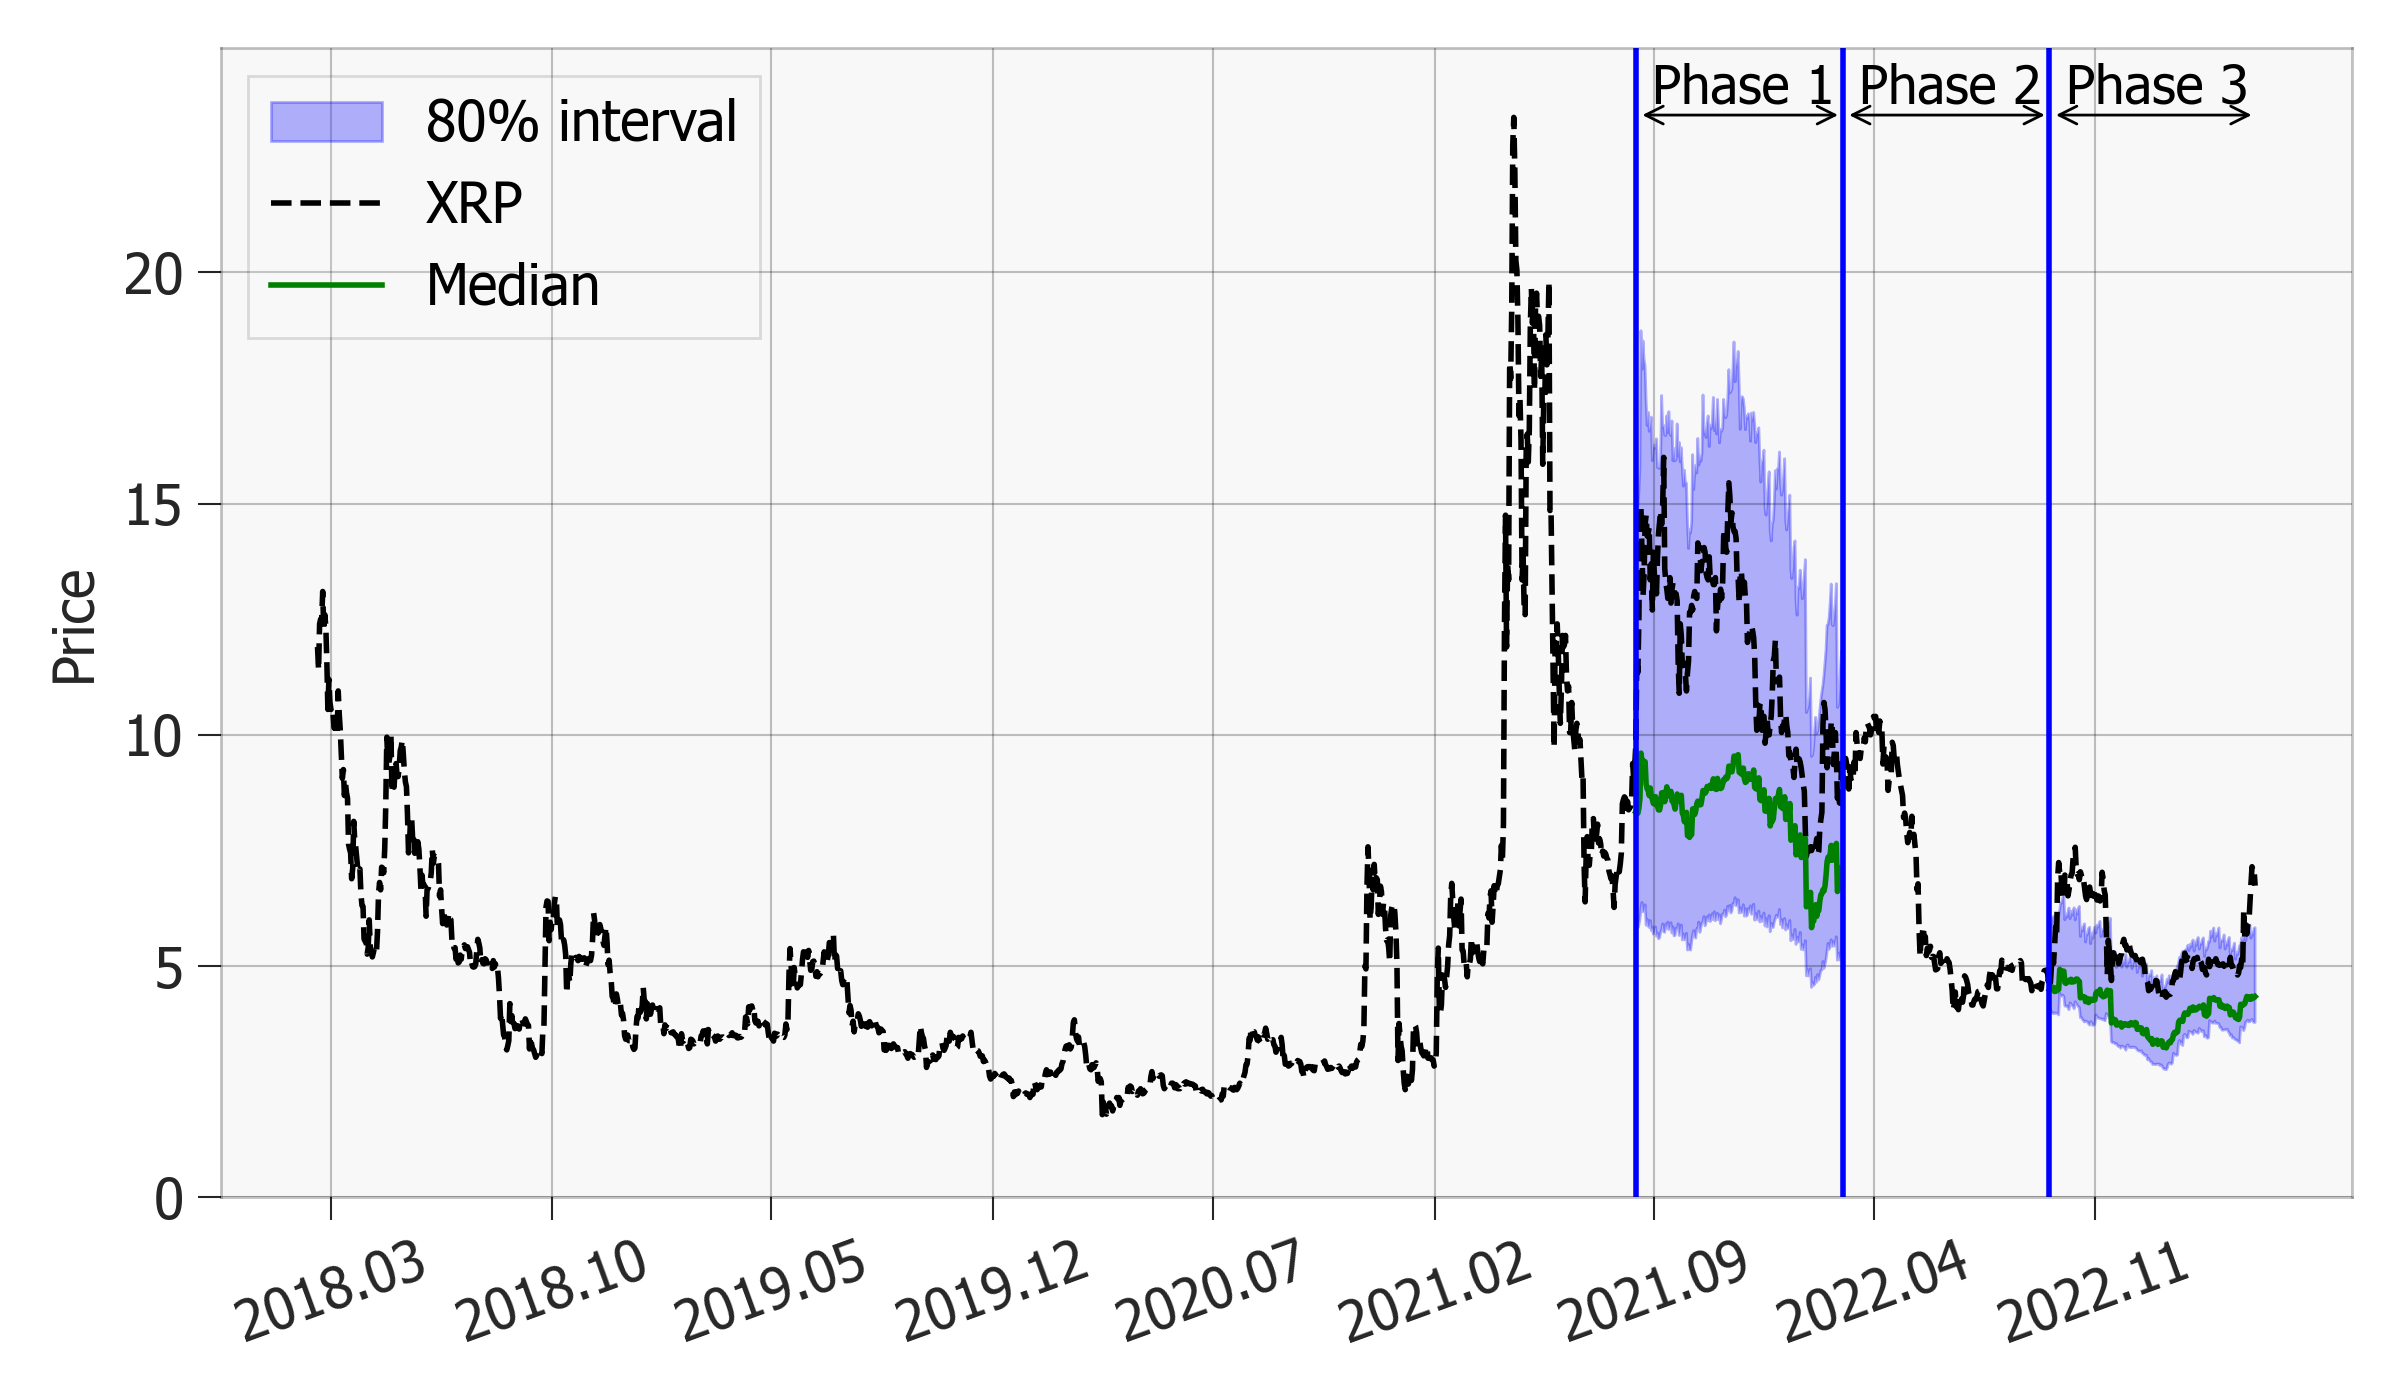 80% interval
XRP
Median
Phase 1
Phase 2
Phase 3
Price
20
15
10
5
0
2018.03
2018.10
2019.05
2019.12
2020.07
2021.02
2021.09
2022.04
2022.11